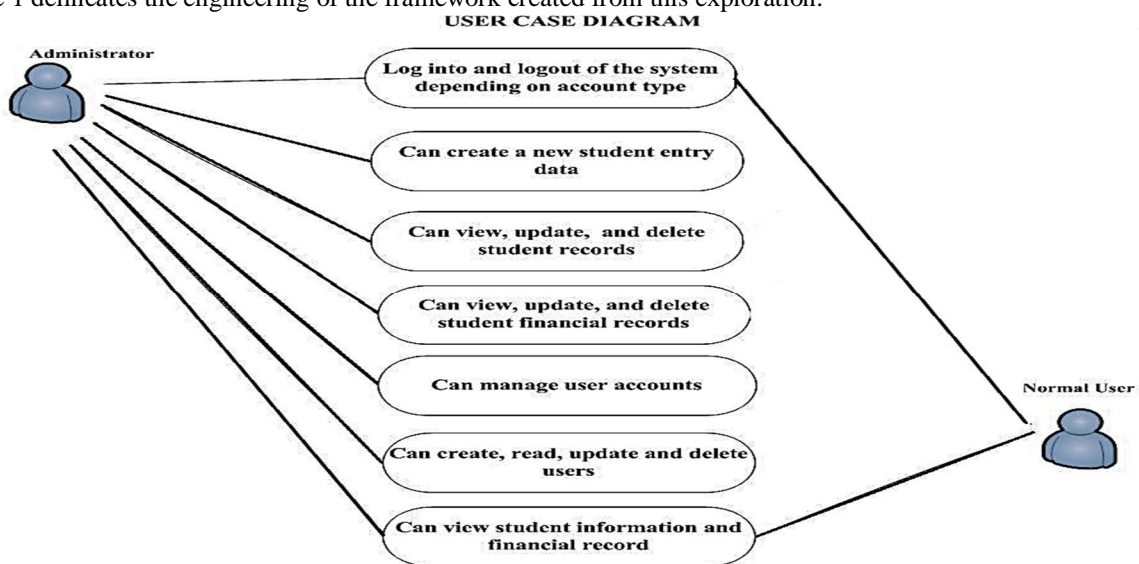 e 1 delineates the engineering of the framework created from this exploration.
USER CASE DIAGRAM
Administrator
Log into and logout of the system
depending on account type
Can create a new student entry
data
Can view, update, and delete
student records
Can view, update, and delete
student financial records
Can manage user accounts
Normal User
Can create, read, update and delete
users
Can view student information and
financial record